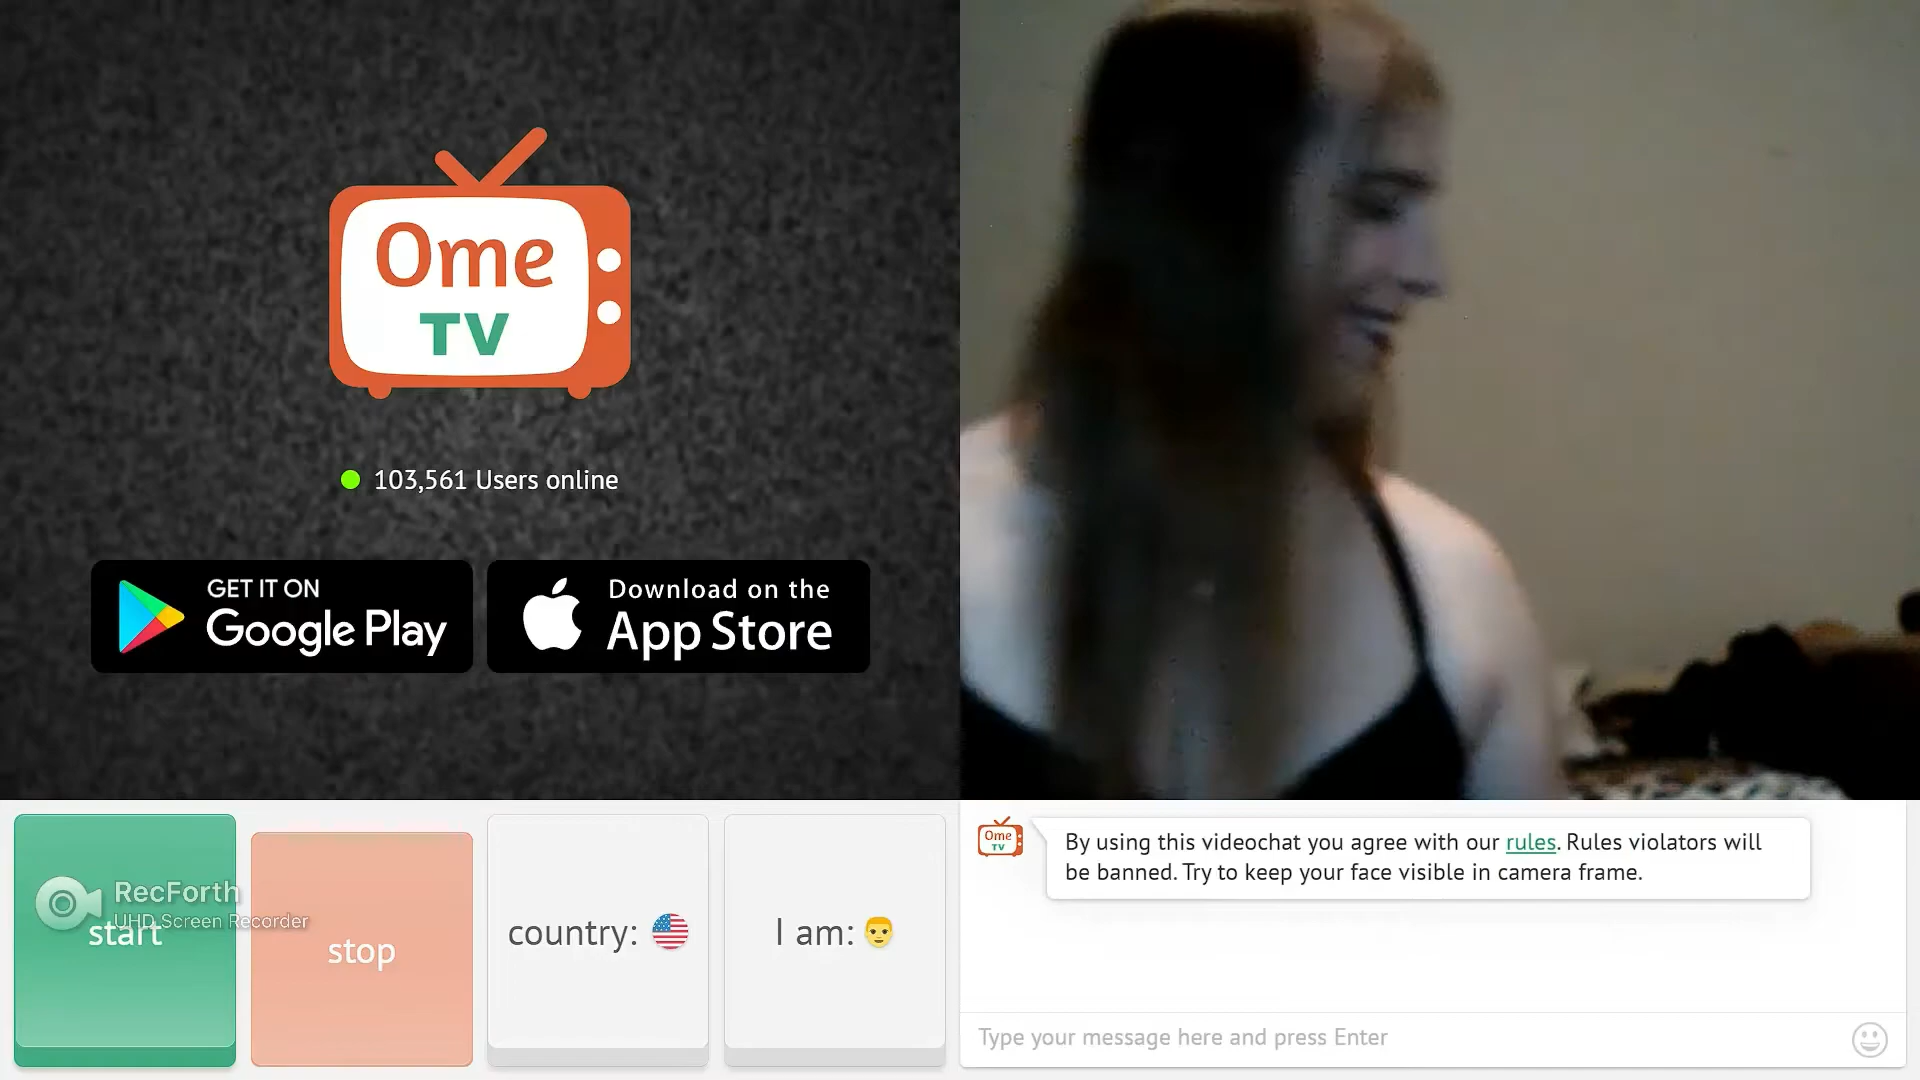 Ome
TV
103,561 Users online
GET IT ON
Google Play
Download on the
App Store
RecForth
UHD Screen Recorder
start
stop
country:
I am:
Ome
TV
By using this videochat you agree with our rules. Rules violators will
be banned. Try to keep your face visible in camera frame.
Type your message here and press Enter